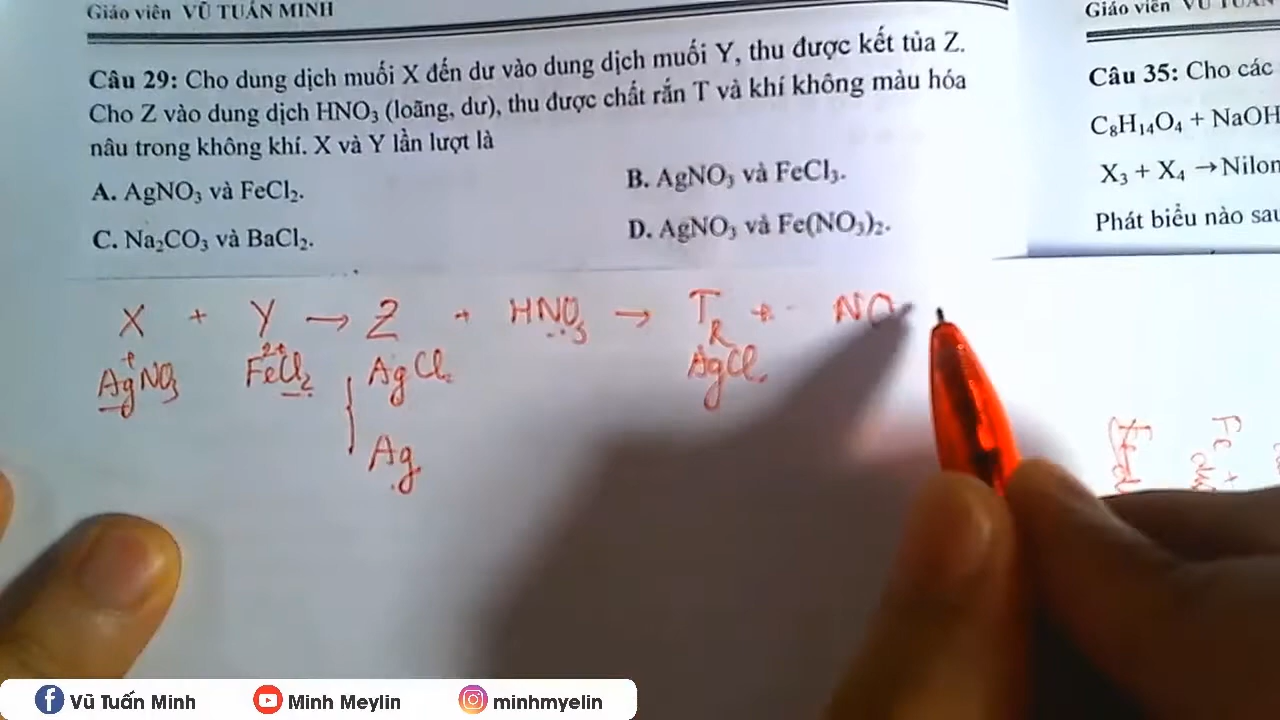 Giáo viên VŨ TUẤN MINH
Câu 29: Cho dung dịch muối X đến dư vào dung dịch muối Y, thu được kết tủa Z.
Cho Z vào dung dịch HNO₃ (loãng, dư), thu được chất rắn T và khí không màu hóa
nâu trong không khí. X và Y lần lượt là
A. AgNO₃ và FeCl₂.
B. AgNO₃ và FeCl₃.
C. Na₂CO₃ và BaCl₂.
D. AgNO₃ và Fe(NO₃)₂.
X + Y → Z + HNO₃ → T + NO
R
+ 2+
AgNO₃ FeCl₂ AgCl AgCl
Ag
Giáo viên VŨ TUẤN
Câu 35: Cho các
C₈H₁₄O₄ + NaOH
X₃ + X₄ → Nilon
Phát biểu nào sau
Fe +
Vũ Tuấn Minh
Minh Meylin
minhmyelin